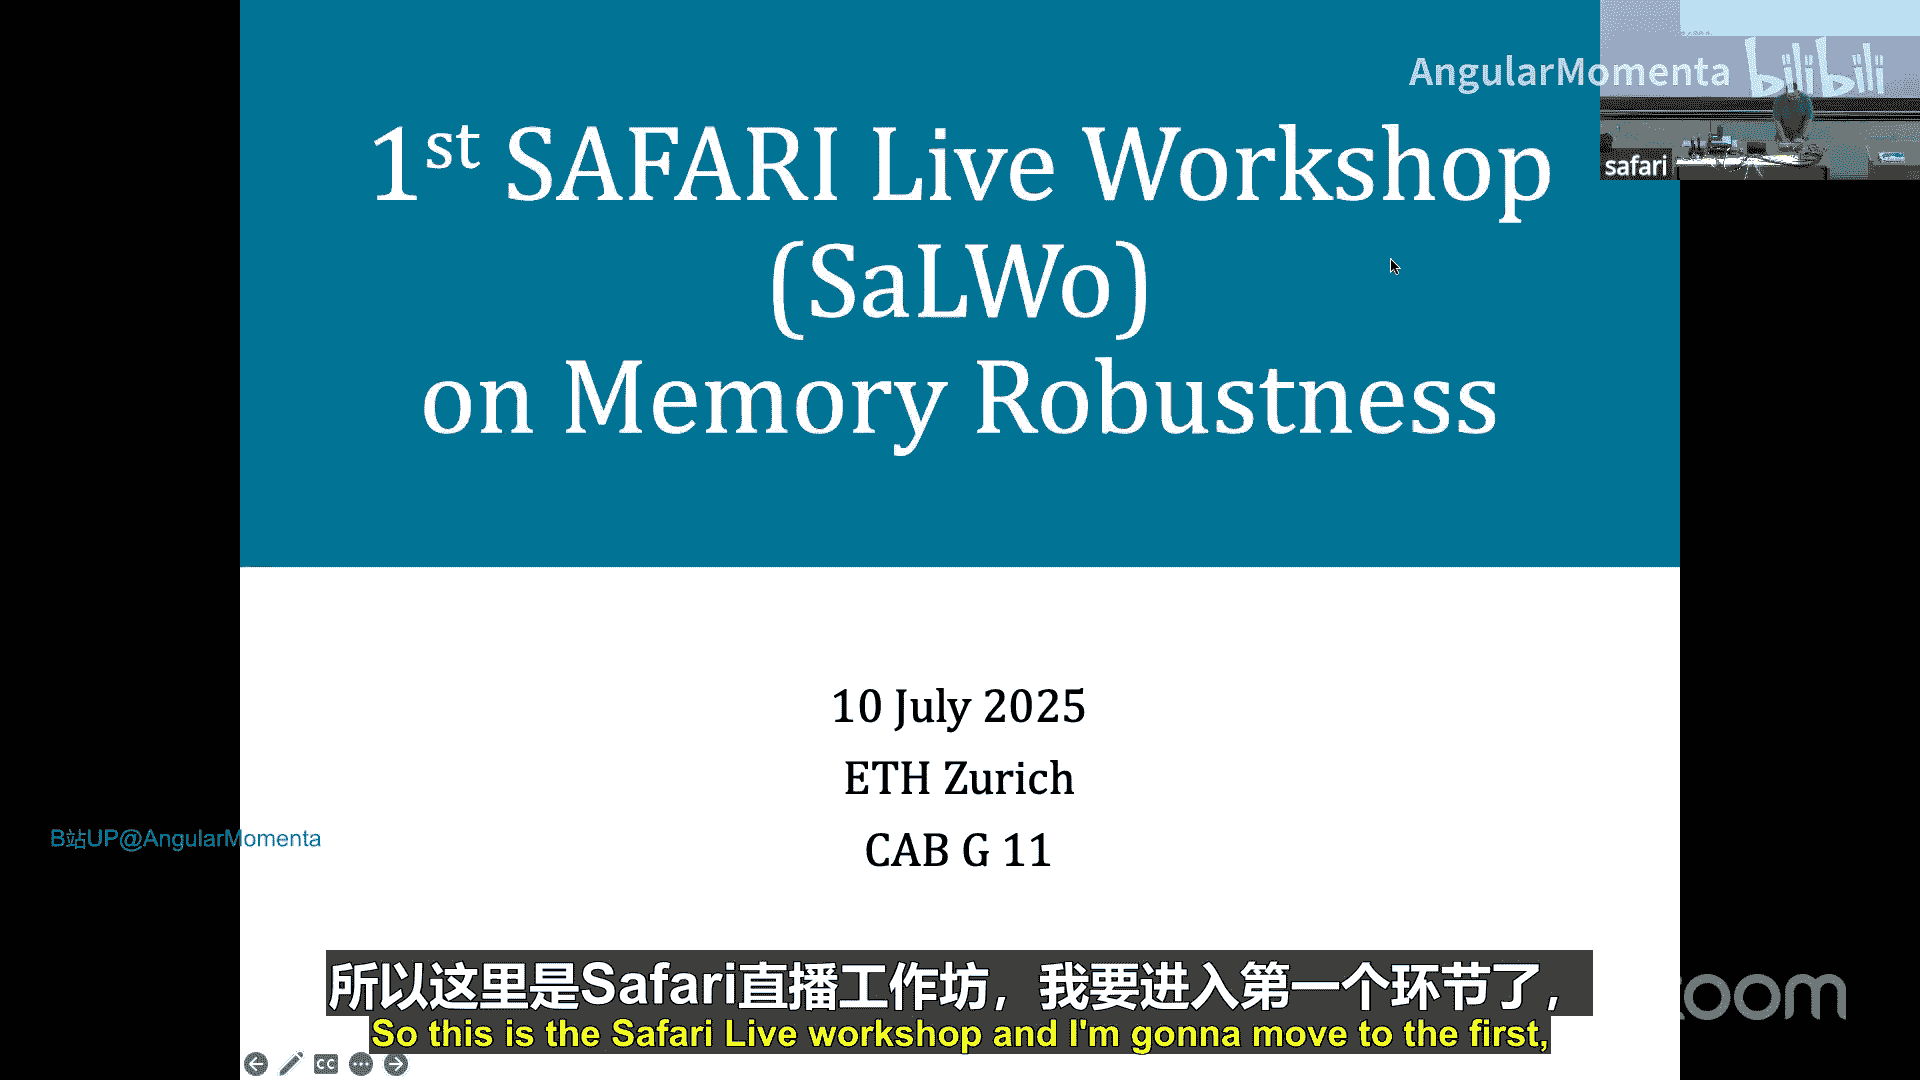 AngularMomenta bilibili
1st SAFARI Live Workshop
(SaLWo)
on Memory Robustness
safari
10 July 2025
ETH Zurich
CAB G 11
B站UP@AngularMomenta
所以这里是Safari直播工作坊，我要进入第一个环节了，
So this is the Safari Live workshop and I'm gonna move to the first,
zoom
CC